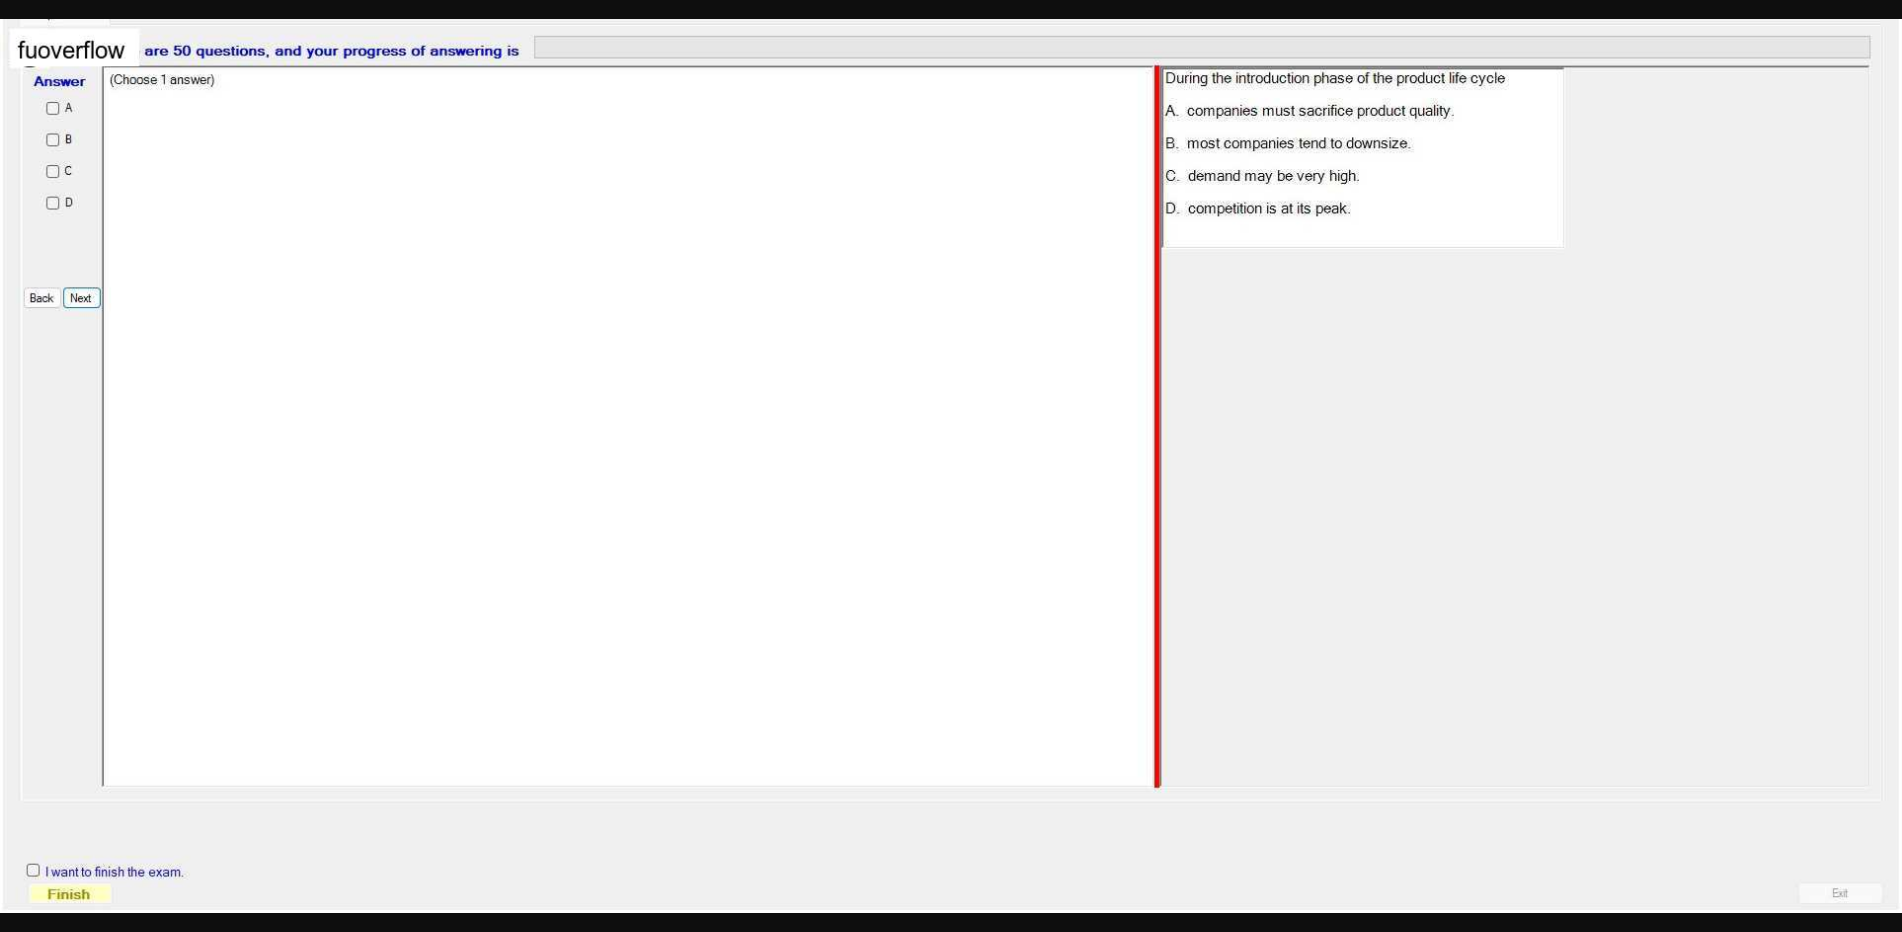 fuoverflow are 50 questions, and your progress of answering is
Answer
(Choose 1 answer)
A
B
C
D
Back Next
During the introduction phase of the product life cycle
A. companies must sacrifice product quality.
B. most companies tend to downsize.
C. demand may be very high.
D. competition is at its peak.
I want to finish the exam.
Finish
Exit